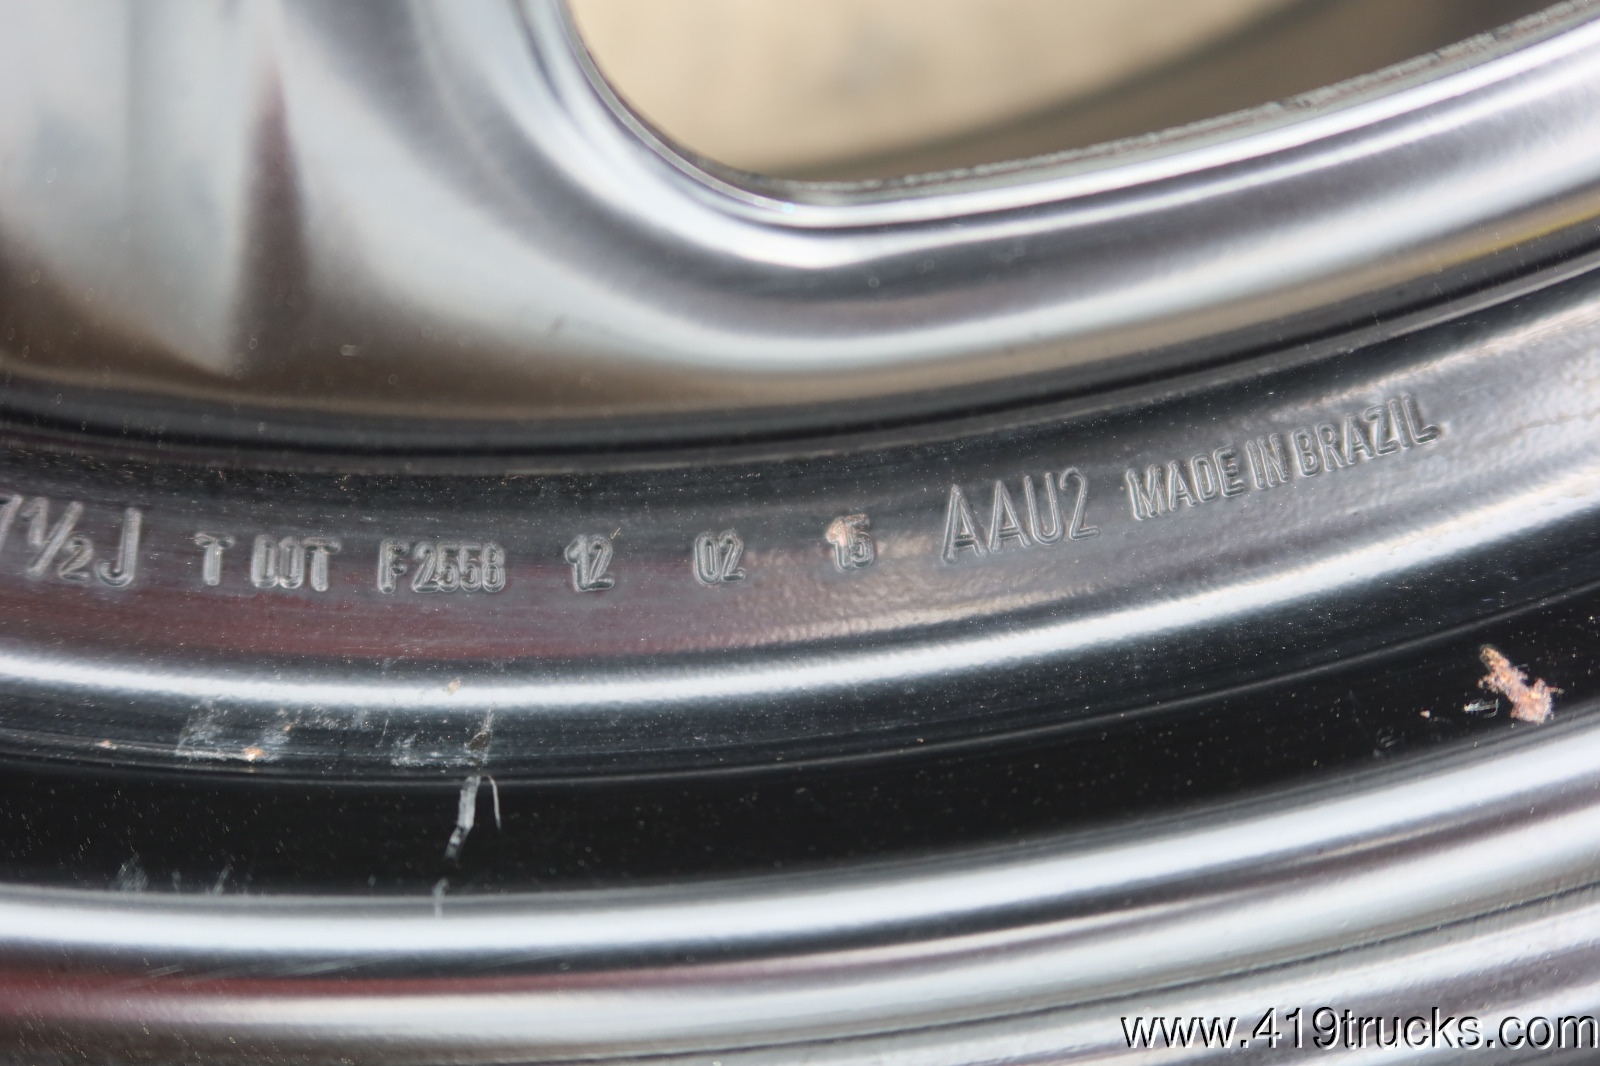 7½J T DOT F2558 12 02 15 AAU2 MADE IN BRAZIL
www.419trucks.com